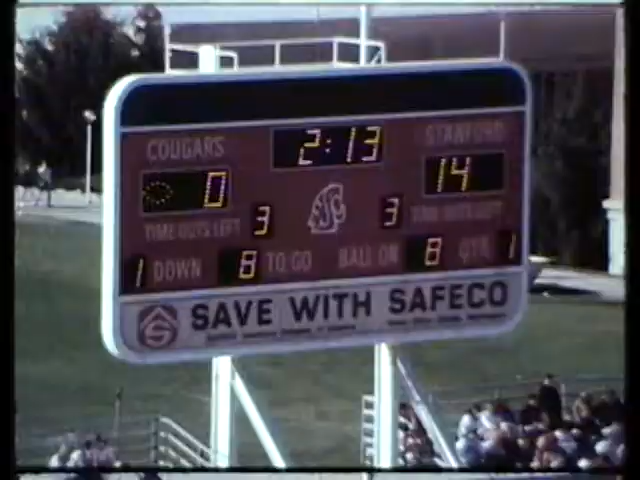 COUGARS 2:13 STANFORD
0 14
TIME OUTS LEFT 3 3 TIME OUTS LEFT
WSC
1 DOWN 8 TO GO BALL ON 8 QTR 1
SAVE WITH SAFECO